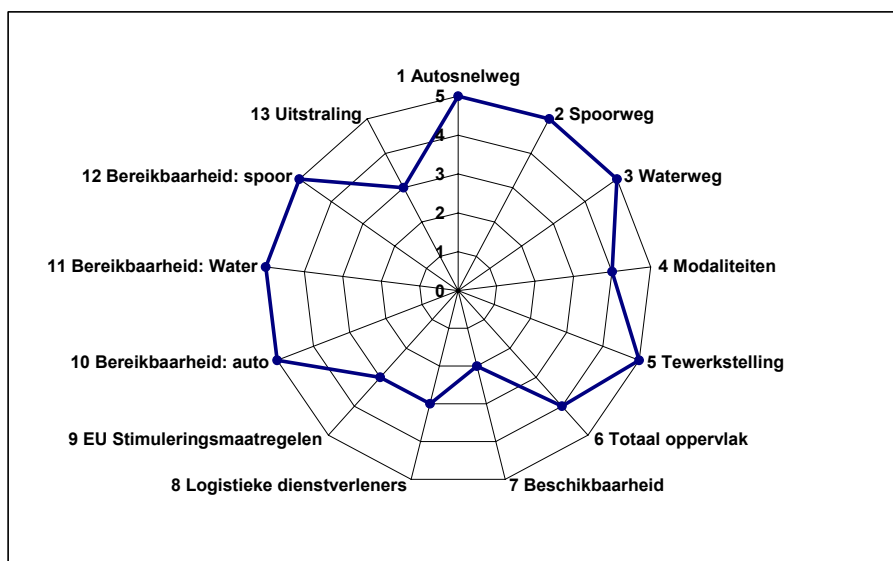 1 Autosnelweg
2 Spoorweg
3 Waterweg
4 Modaliteiten
5 Tewerkstelling
6 Totaal oppervlak
7 Beschikbaarheid
8 Logistieke dienstverleners
9 EU Stimuleringsmaatregelen
10 Bereikbaarheid: auto
11 Bereikbaarheid: Water
12 Bereikbaarheid: spoor
13 Uitstraling
5
4
3
2
1
0